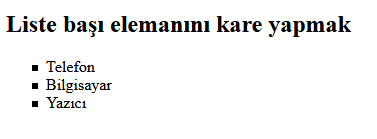 Liste başı elemanını kare yapmak
Telefon
Bilgisayar
Yazıcı